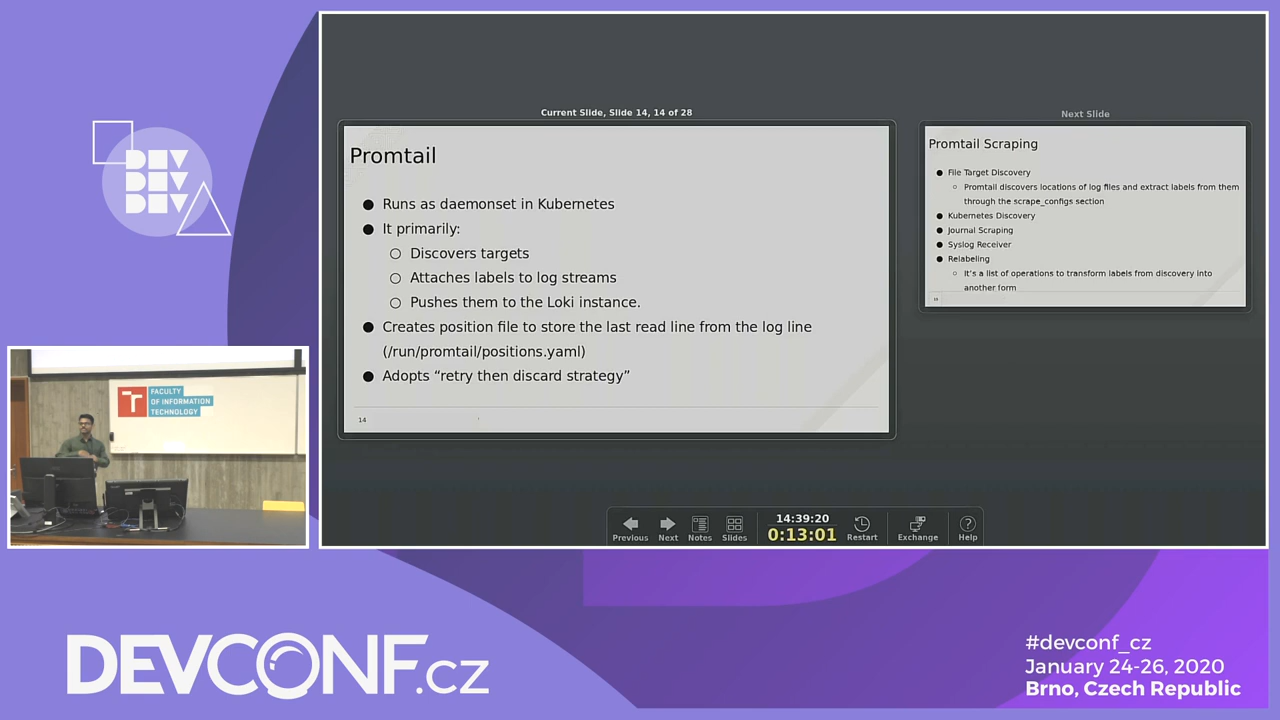 DEV
DEV
DEV
FACULTY
OF INFORMATION
TECHNOLOGY
Current Slide, Slide 14, 14 of 28
Promtail
● Runs as daemonset in Kubernetes
● It primarily:
○ Discovers targets
○ Attaches labels to log streams
○ Pushes them to the Loki instance.
● Creates position file to store the last read line from the log line
(/run/promtail/positions.yaml)
● Adopts “retry then discard strategy”
14
Next Slide
Promtail Scraping
● File Target Discovery
○ Promtail discovers locations of log files and extract labels from them
through the scrape_configs section
● Kubernetes Discovery
● Journal Scraping
● Syslog Receiver
● Relabeling
○ It's a list of operations to transform labels from discovery into
another form
Previous
Next
Notes
Slides
14:39:20
0:13:01
Restart
Exchange
Help
DEVCONF.cz
#devconf_cz
January 24-26, 2020
Brno, Czech Republic